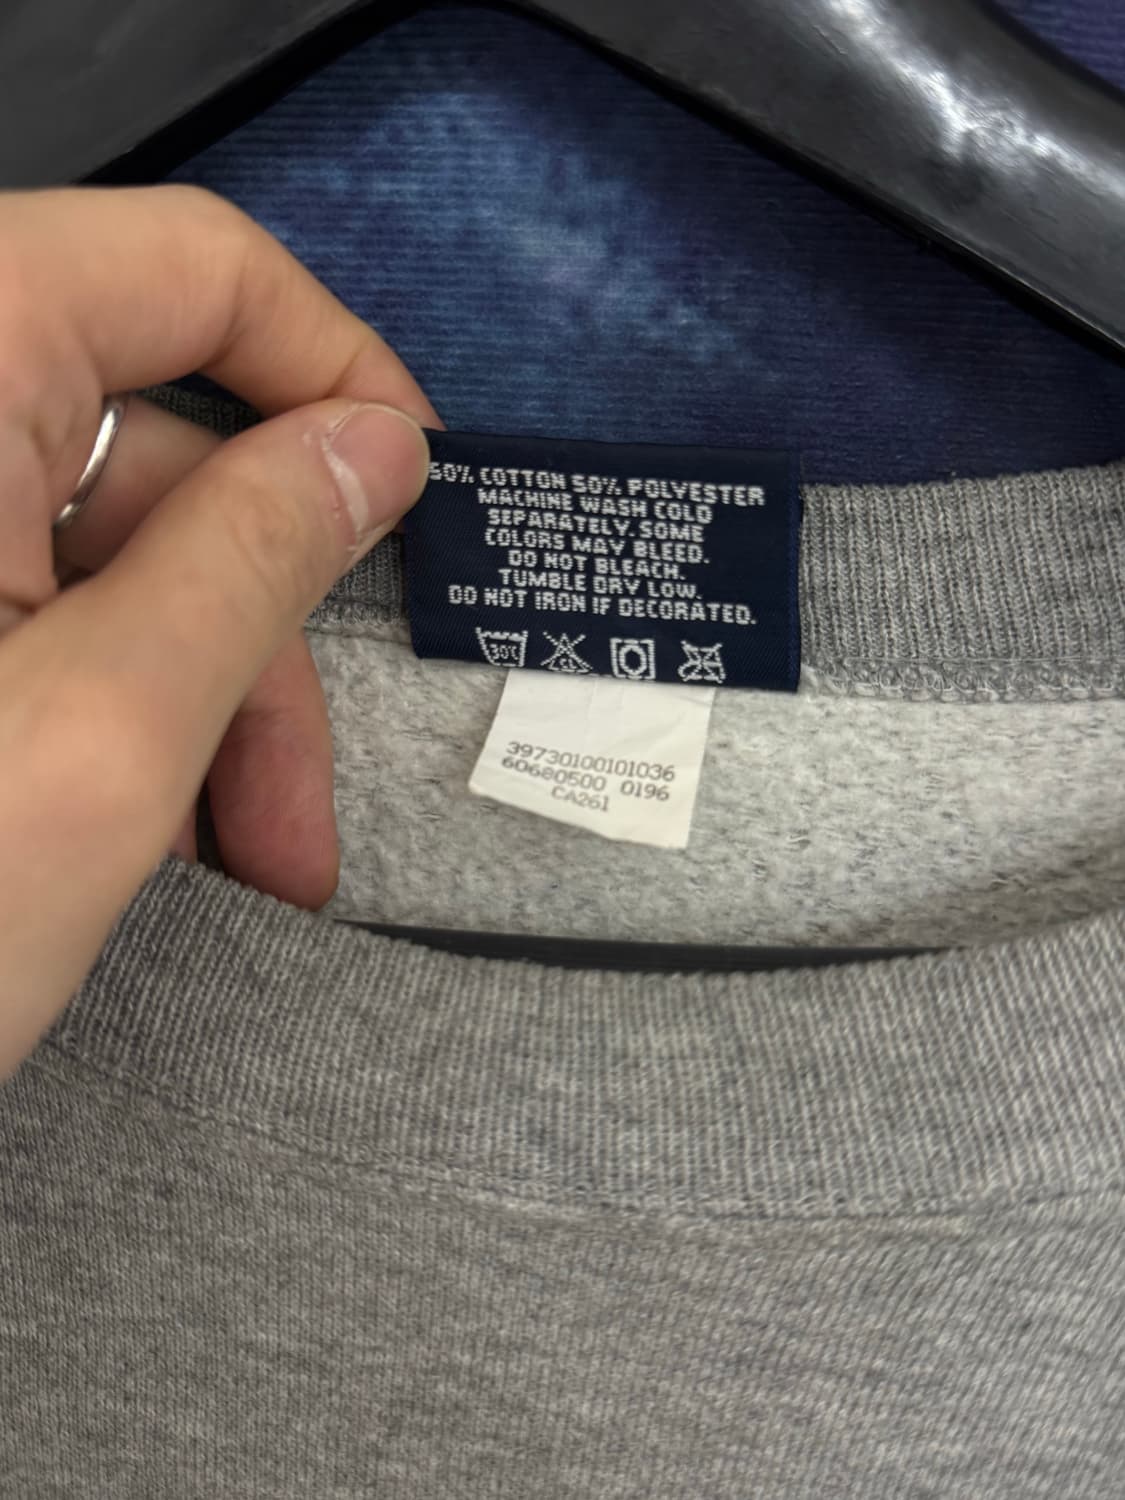 50% COTTON 50% POLYESTER
MACHINE WASH COLD
SEPARATELY.SOME
COLORS MAY BLEED.
DO NOT BLEACH.
TUMBLE DRY LOW.
DO NOT IRON IF DECORATED.
30C CL
39730100101036
60680500 0196
CA261